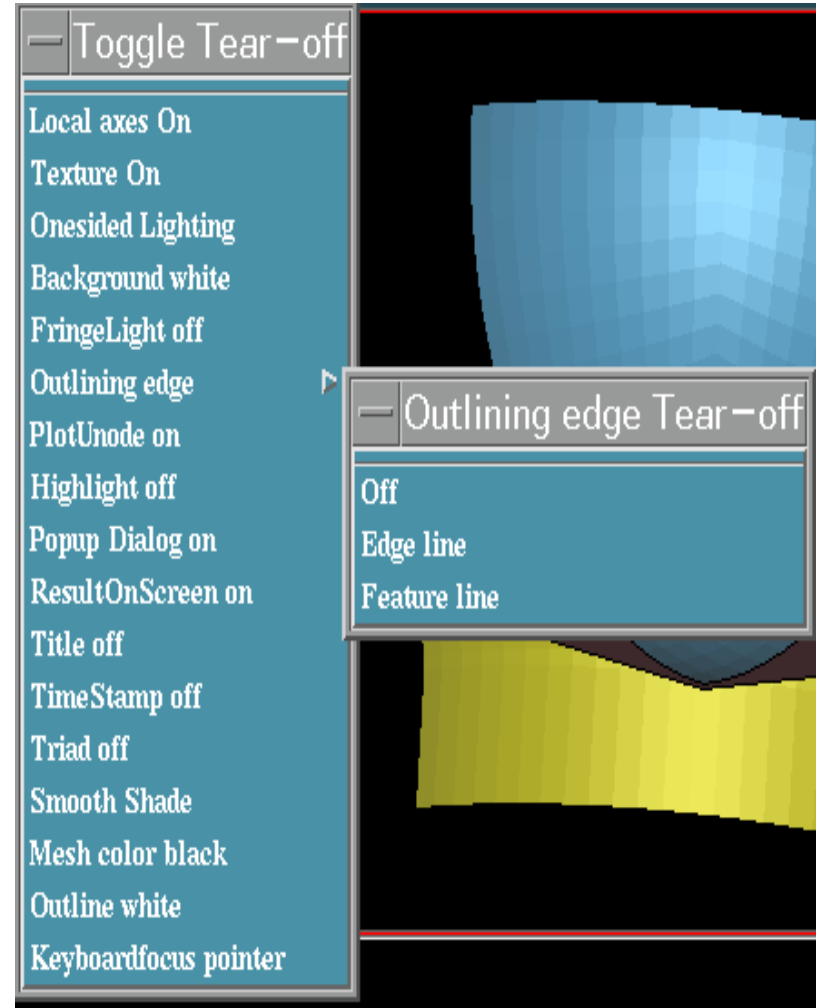 Toggle Tear-off
Local axes On
Texture On
Onesided Lighting
Background white
FringeLight off
Outlining edge
PlotUnode on
Highlight off
Popup Dialog on
ResultOnScreen on
Title off
TimeStamp off
Triad off
Smooth Shade
Mesh color black
Outline white
Keyboardfocus pointer
Outlining edge Tear-off
Off
Edge line
Feature line